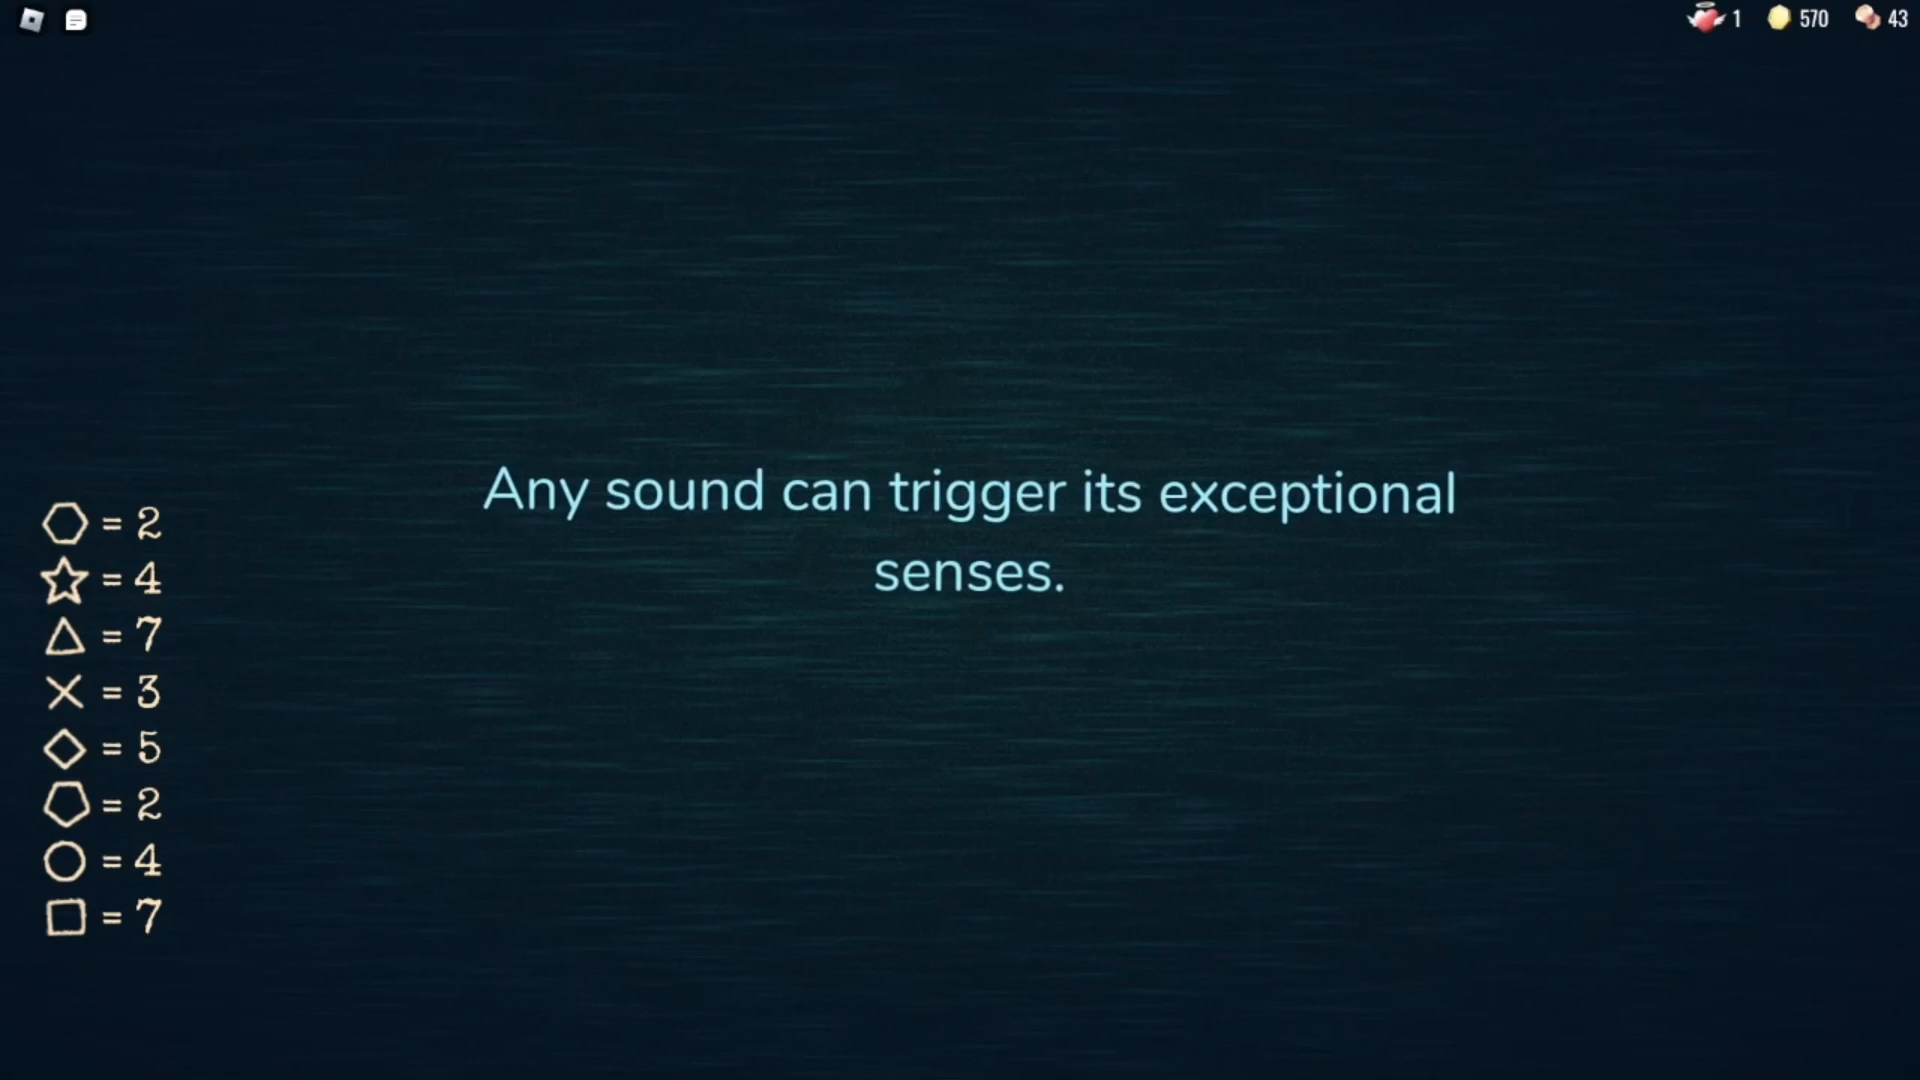 1 570 43
Any sound can trigger its exceptional
senses.
= 2
= 4
= 7
= 3
= 5
= 2
= 4
= 7